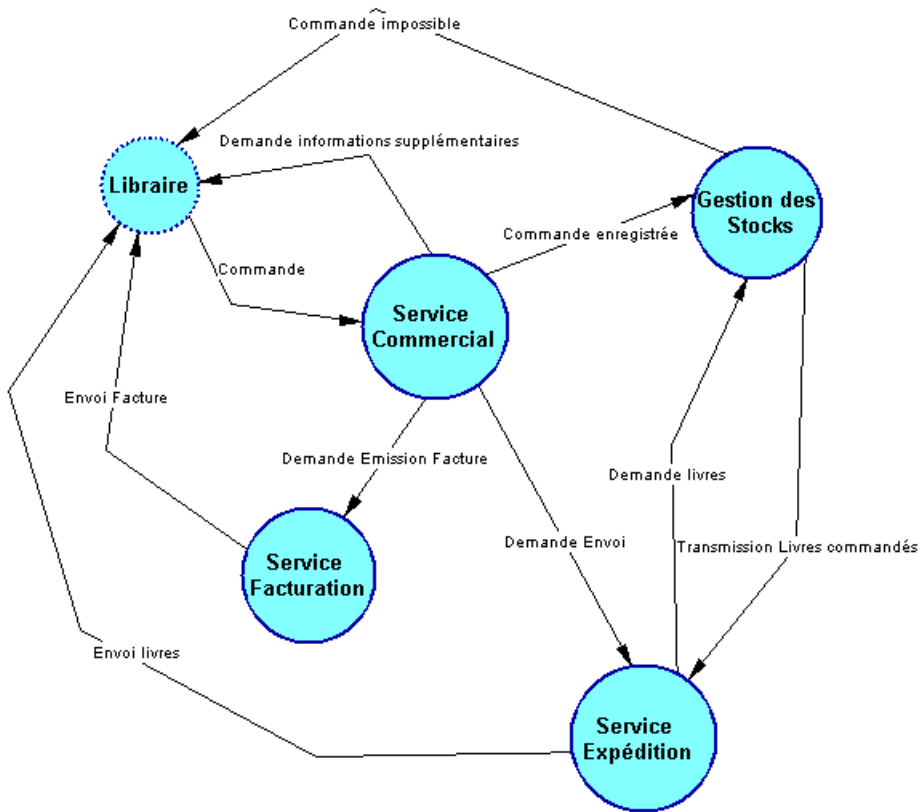 Commande impossible
Demande informations supplémentaires
Libraire
Gestion des
Stocks
Commande enregistrée
Commande
Service
Commercial
Envoi Facture
Demande Emission Facture
Demande livres
Demande Envoi
Transmission Livres commandés
Service
Facturation
Envoi livres
Service
Expédition